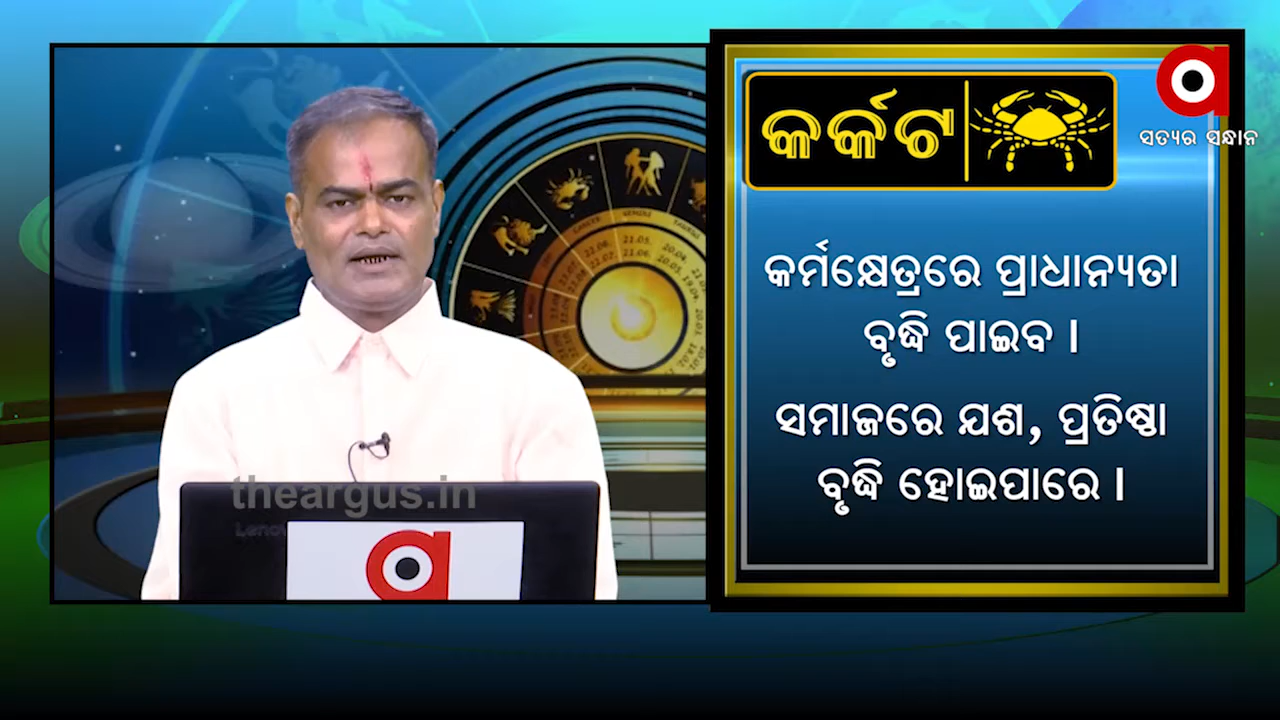 କର୍କଟ
ସତ୍ୟର ସନ୍ଧାନ
କର୍ମକ୍ଷେତ୍ରରେ ପ୍ରାଧାନ୍ୟତା
ବୃଦ୍ଧି ପାଇବ ।
ସମାଜରେ ଯଶ, ପ୍ରତିଷ୍ଠା
ବୃଦ୍ଧି ହୋଇପାରେ ।
theargus.in